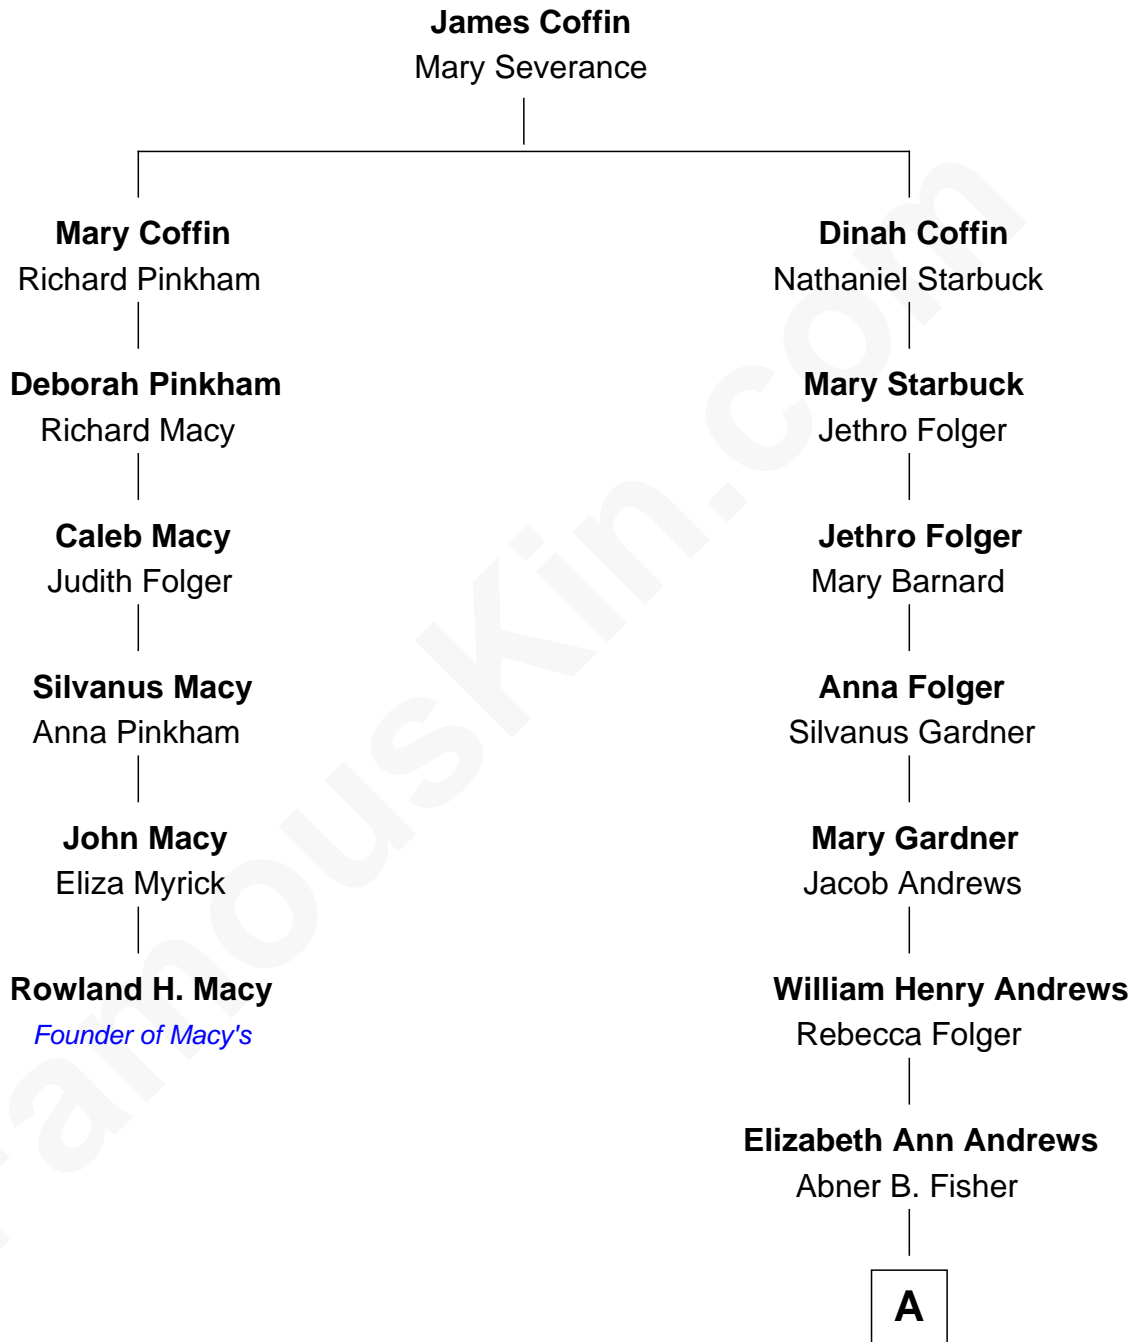 James Coffin
Mary Severance
Mary Coffin
Richard Pinkham
Dinah Coffin
Nathaniel Starbuck
Deborah Pinkham
Richard Macy
Mary Starbuck
Jethro Folger
Caleb Macy
Judith Folger
Jethro Folger
Mary Barnard
Silvanus Macy
Anna Pinkham
Anna Folger
Silvanus Gardner
John Macy
Eliza Myrick
Mary Gardner
Jacob Andrews
Rowland H. Macy
Founder of Macy's
William Henry Andrews
Rebecca Folger
Elizabeth Ann Andrews
Abner B. Fisher
A
FamousKin.com